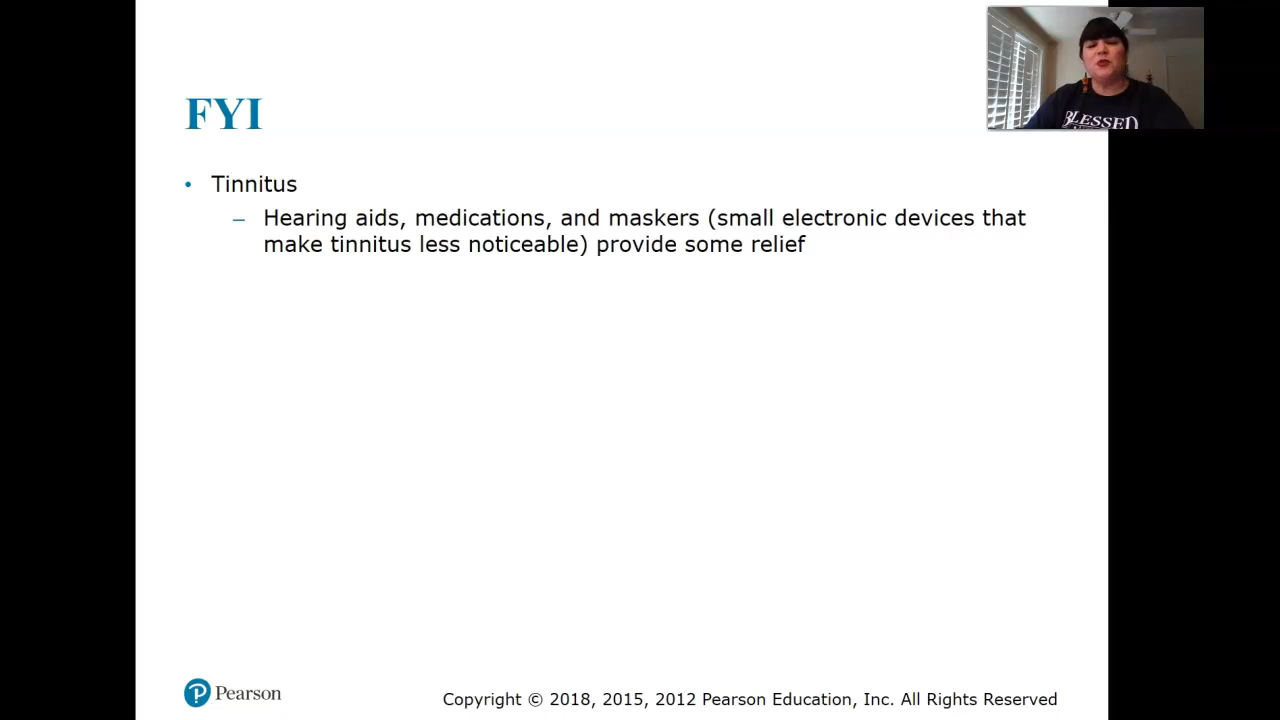 BLESSED
FYI
• Tinnitus
– Hearing aids, medications, and maskers (small electronic devices that
make tinnitus less noticeable) provide some relief
Pearson
Copyright © 2018, 2015, 2012 Pearson Education, Inc. All Rights Reserved